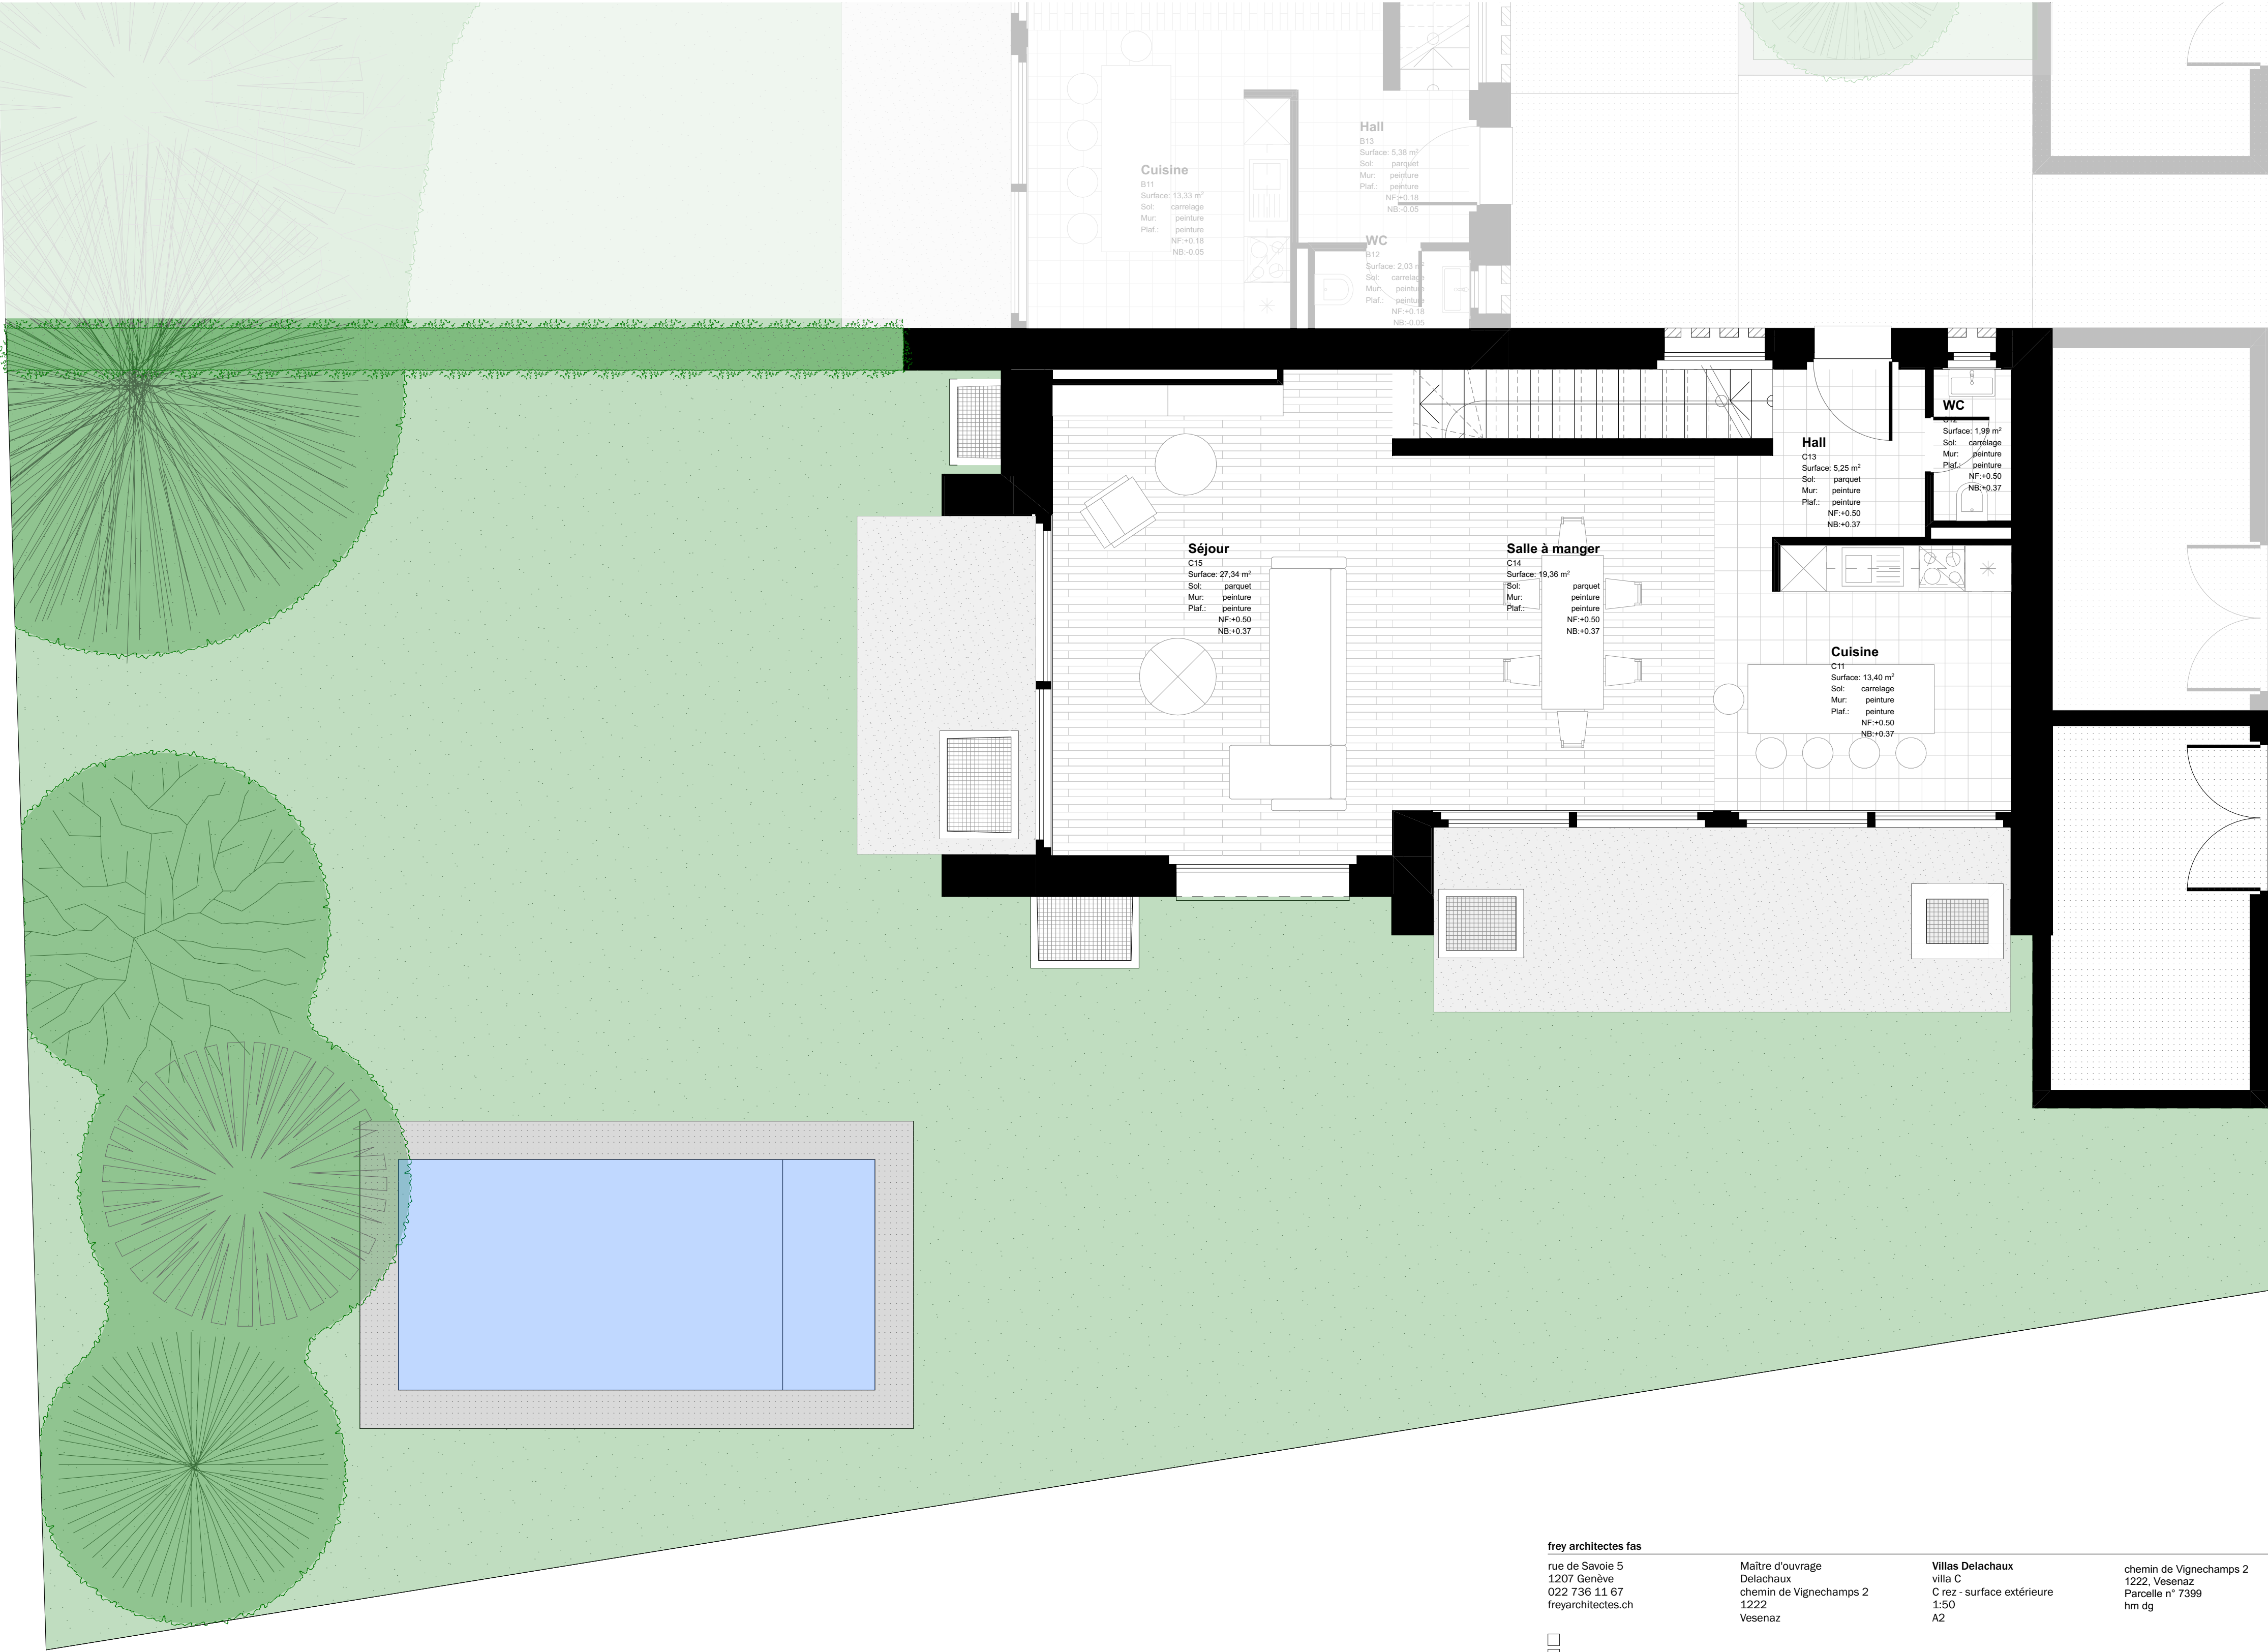 Cuisine
B11
Surface: 13,33 m²
Sol: carrelage
Mur: peinture
Plaf.: peinture
NF:+0.18
NB:-0.05
Hall
B13
Surface: 5,38 m²
Sol: parquet
Mur: peinture
Plaf.: peinture
NF:+0.18
NB:-0.05
WC
B12
Surface: 2,03 m²
Sol: carrelage
Mur: peinture
Plaf.: peinture
NF:+0.18
NB:-0.05
WC
C12
Surface: 1,99 m²
Sol: carrelage
Mur: peinture
Plaf.: peinture
NF:+0.50
NB:+0.37
Hall
C13
Surface: 5,25 m²
Sol: parquet
Mur: peinture
Plaf.: peinture
NF:+0.50
NB:+0.37
Séjour
C15
Surface: 27,34 m²
Sol: parquet
Mur: peinture
Plaf.: peinture
NF:+0.50
NB:+0.37
Salle à manger
C14
Surface: 19,36 m²
Sol: parquet
Mur: peinture
Plaf.: peinture
NF:+0.50
NB:+0.37
Cuisine
C11
Surface: 13,40 m²
Sol: carrelage
Mur: peinture
Plaf.: peinture
NF:+0.50
NB:+0.37
frey architectes fas
rue de Savoie 5
1207 Genève
022 736 11 67
freyarchitectes.ch
Maître d'ouvrage
Delachaux
chemin de Vignechamps 2
1222
Vesenaz
Villas Delachaux
villa C
C rez - surface extérieure
1:50
A2
chemin de Vignechamps 2
1222, Vesenaz
Parcelle n° 7399
hm dg